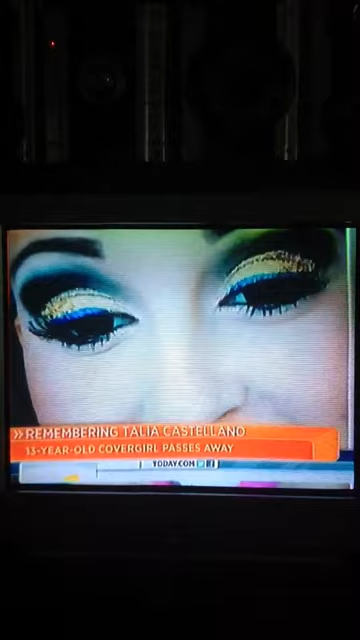 »REMEMBERING TALIA CASTELLANO
13-YEAR-OLD COVERGIRL PASSES AWAY
TODAY.COM